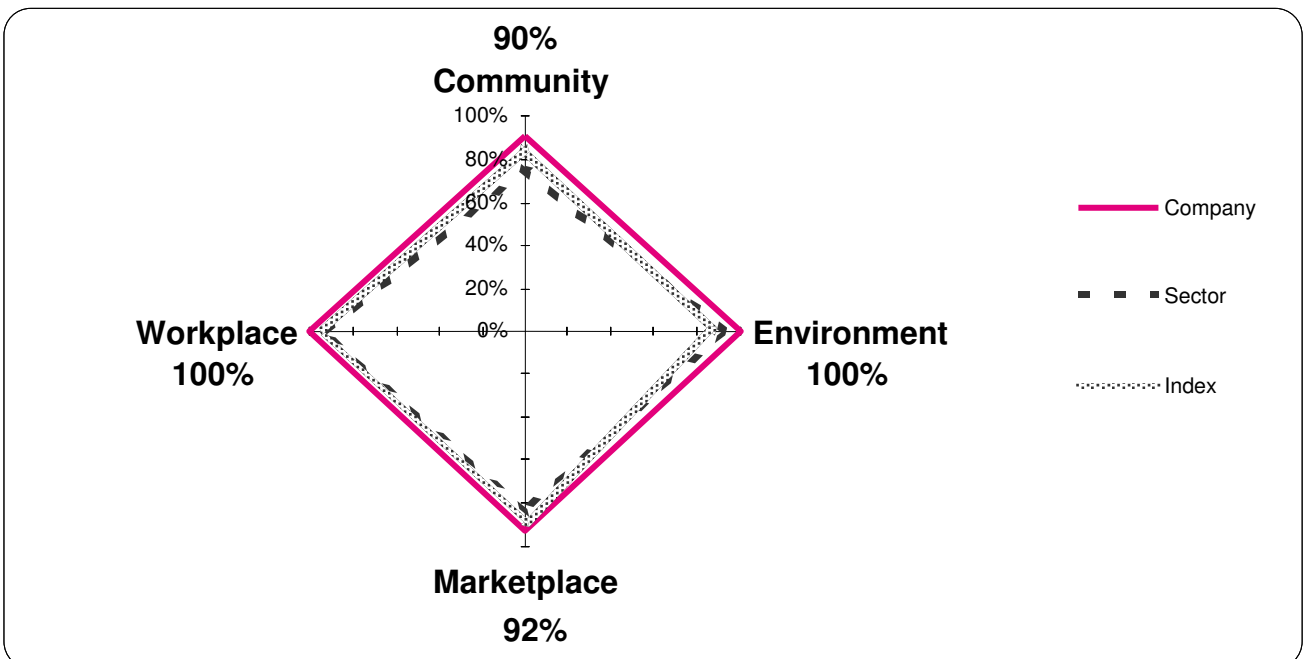 90%
Community
100%
80%
60%
40%
20%
0%
Workplace
100%
Environment
100%
Marketplace
92%
Company
Sector
Index